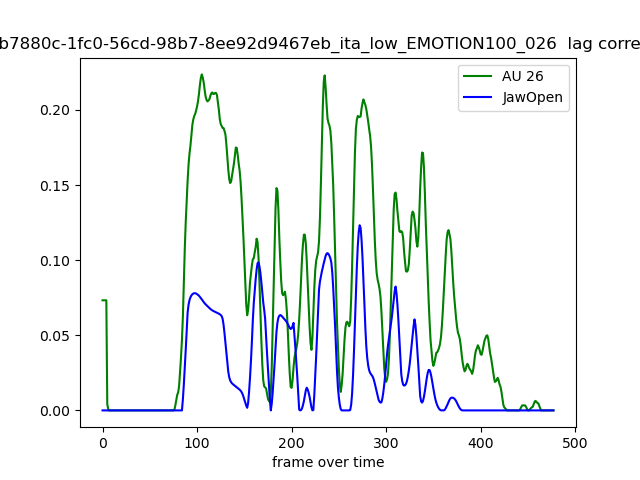 b7880c-1fc0-56cd-98b7-8ee92d9467eb_ita_low_EMOTION100_026 lag corre
AU 26
JawOpen
0.20
0.15
0.10
0.05
0.00
0 100 200 300 400 500
frame over time